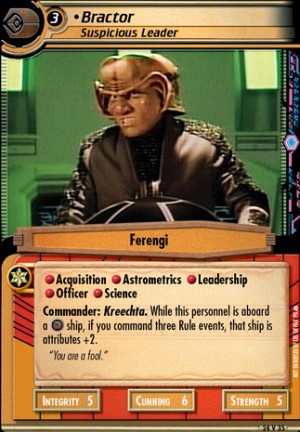 3
• Bractor
Suspicious Leader
Ferengi
Acquisition Astrometrics Leadership
Officer Science
Commander: Kreechta. While this personnel is aboard
a ship, if you command three Rule events, that ship is
attributes +2.
"You are a fool."
INTEGRITY 5 CUNNING 6 STRENGTH 5
24 V 35